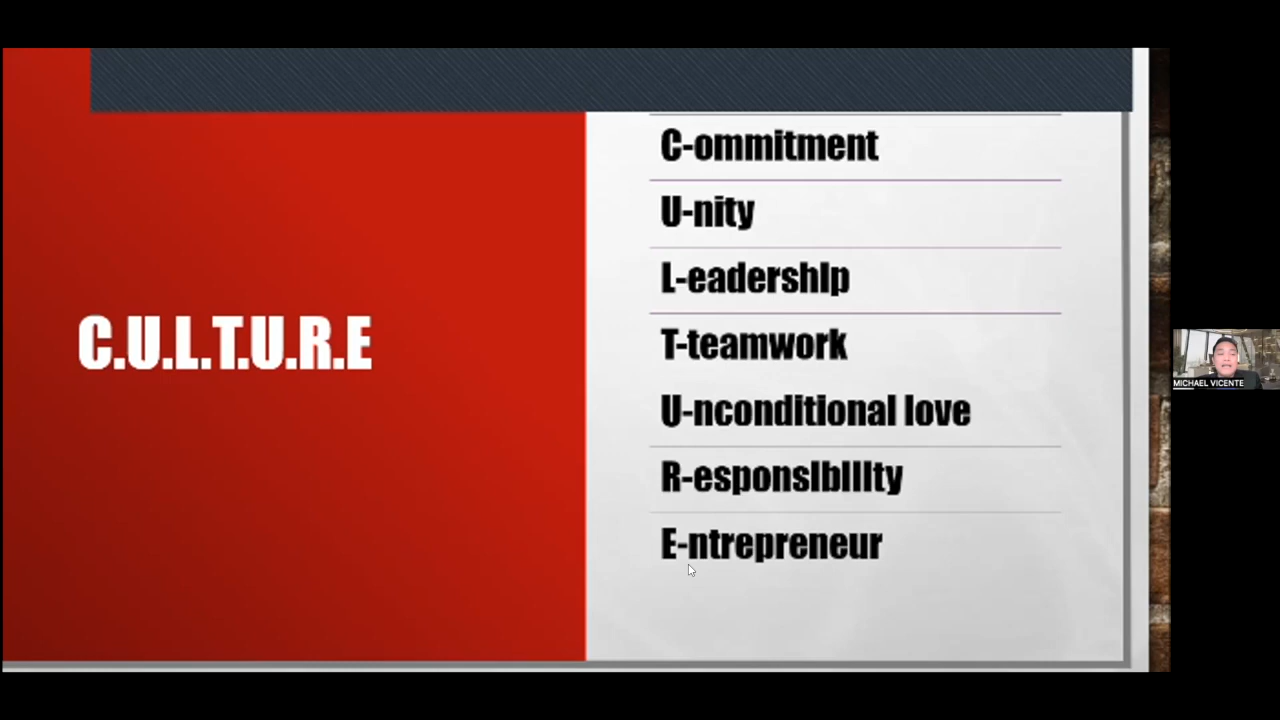 C.U.L.T.U.R.E
C-ommitment
U-nity
L-eadership
T-teamwork
U-nconditional love
R-esponsibility
E-ntrepreneur
MICHAEL VICENTE